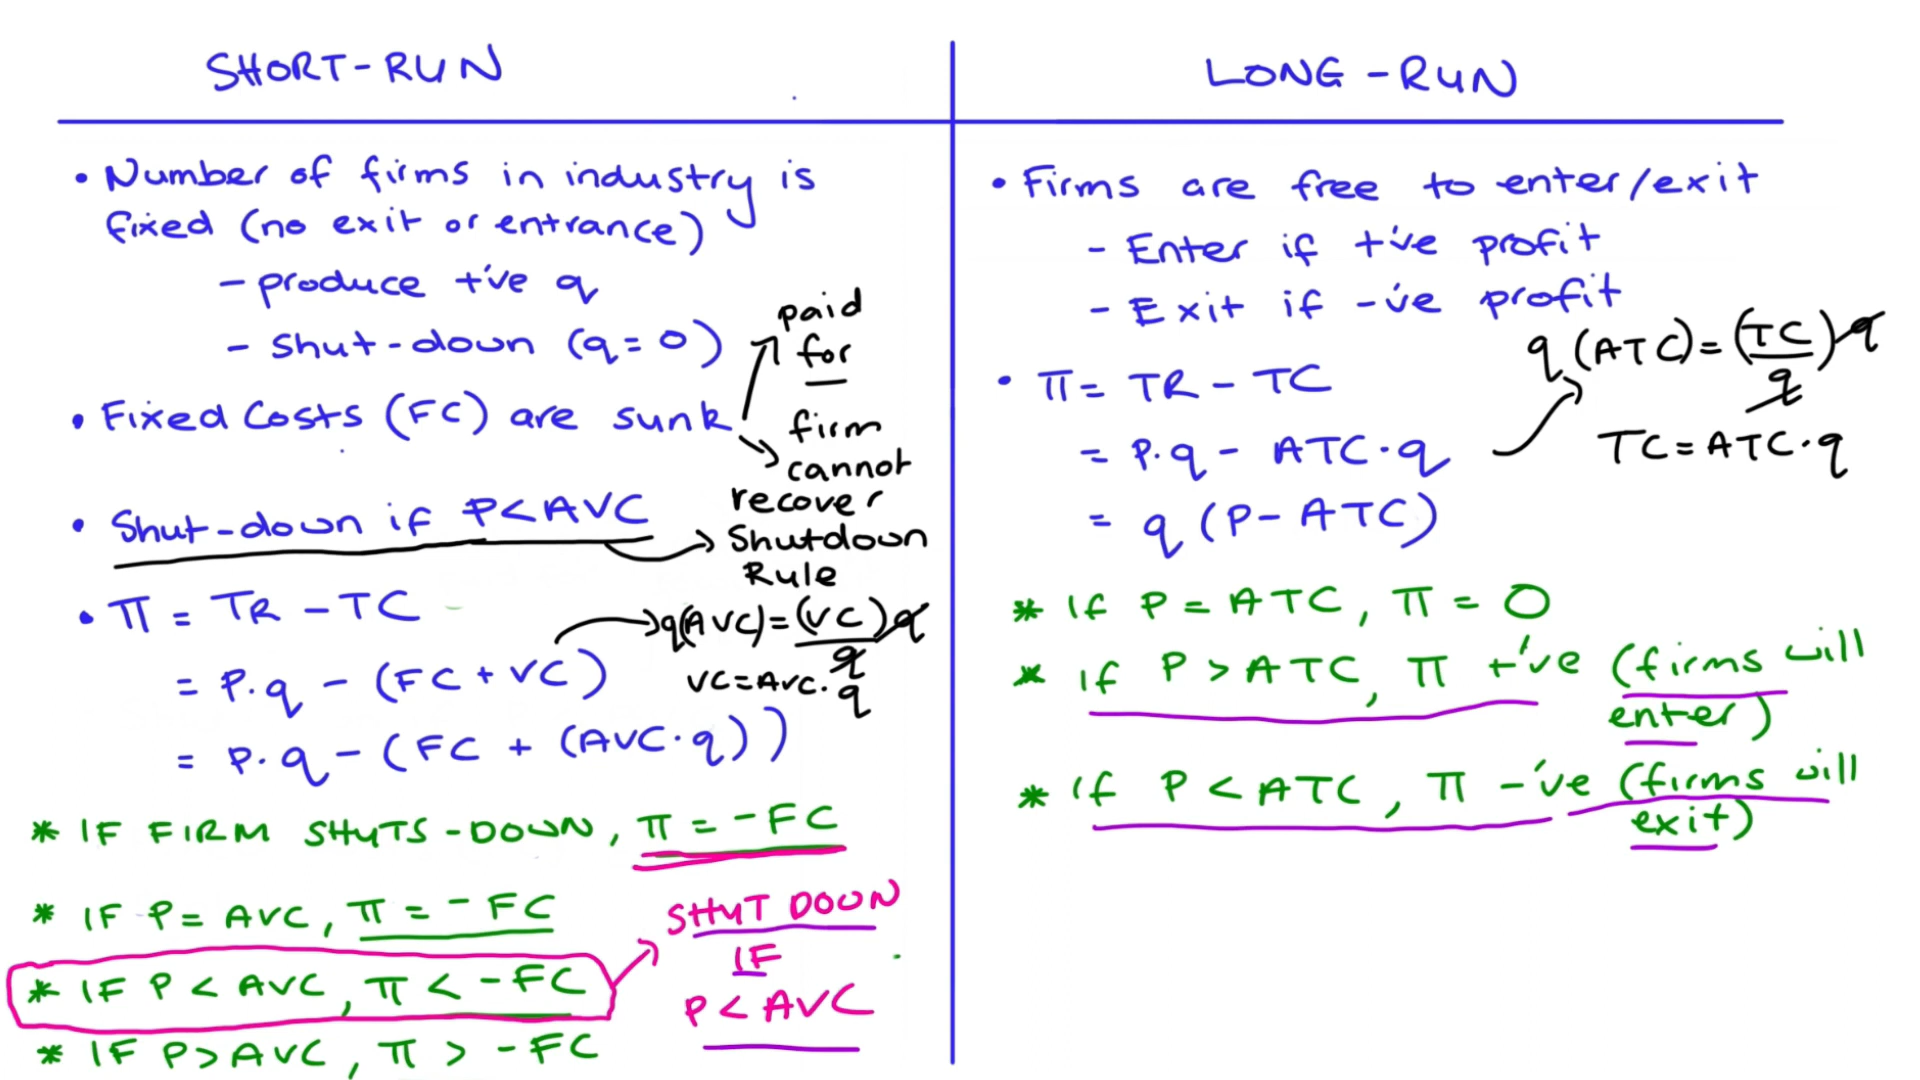 SHORT-RUN
• Number of firms in industry is
fixed (no exit or entrance)
- produce +'ve q
- shut-down (q = 0)
• Fixed Costs (FC) are sunk
paid
for
firm
cannot
recover
• Shut-down if P<AVC
Shutdown
Rule
• π = TR - TC
= P.q - (FC + VC)
q(AVC) = (VC)q
q
VC = AVC.q
= P.q - (FC + (AVC.q))
* IF FIRM SHUTS-DOWN, π = -FC
* IF P = AVC, π = -FC
* IF P < AVC, π < -FC
* IF P > AVC, π > -FC
SHUT DOWN
IF
P < AVC
LONG-RUN
• Firms are free to enter/exit
- Enter if +'ve profit
- Exit if -'ve profit
• π = TR - TC
= P.q - ATC.q
= q (P - ATC)
q (ATC) = (TC) q
q
TC = ATC.q
* If P = ATC, π = 0
* If P > ATC, π +'ve (firms will
enter)
* If P < ATC, π -'ve (firms will
exit)